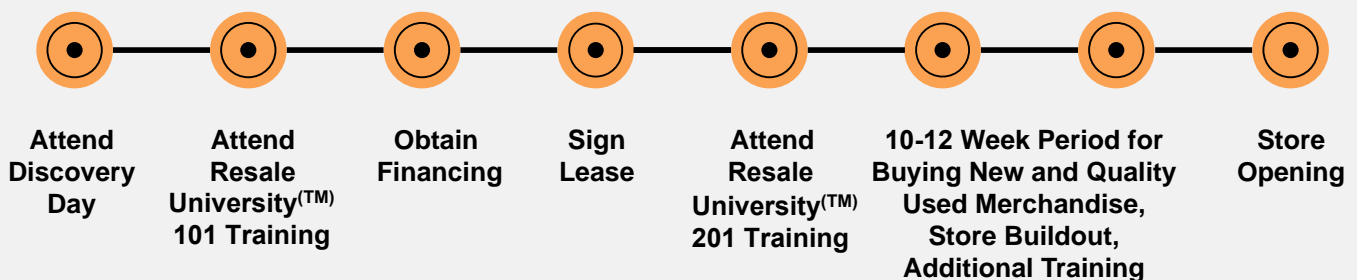 Attend
Discovery
Day
Attend
Resale
University(TM)
101 Training
Obtain
Financing
Sign
Lease
Attend
Resale
University(TM)
201 Training
10-12 Week Period for
Buying New and Quality
Used Merchandise,
Store Buildout,
Additional Training
Store
Opening